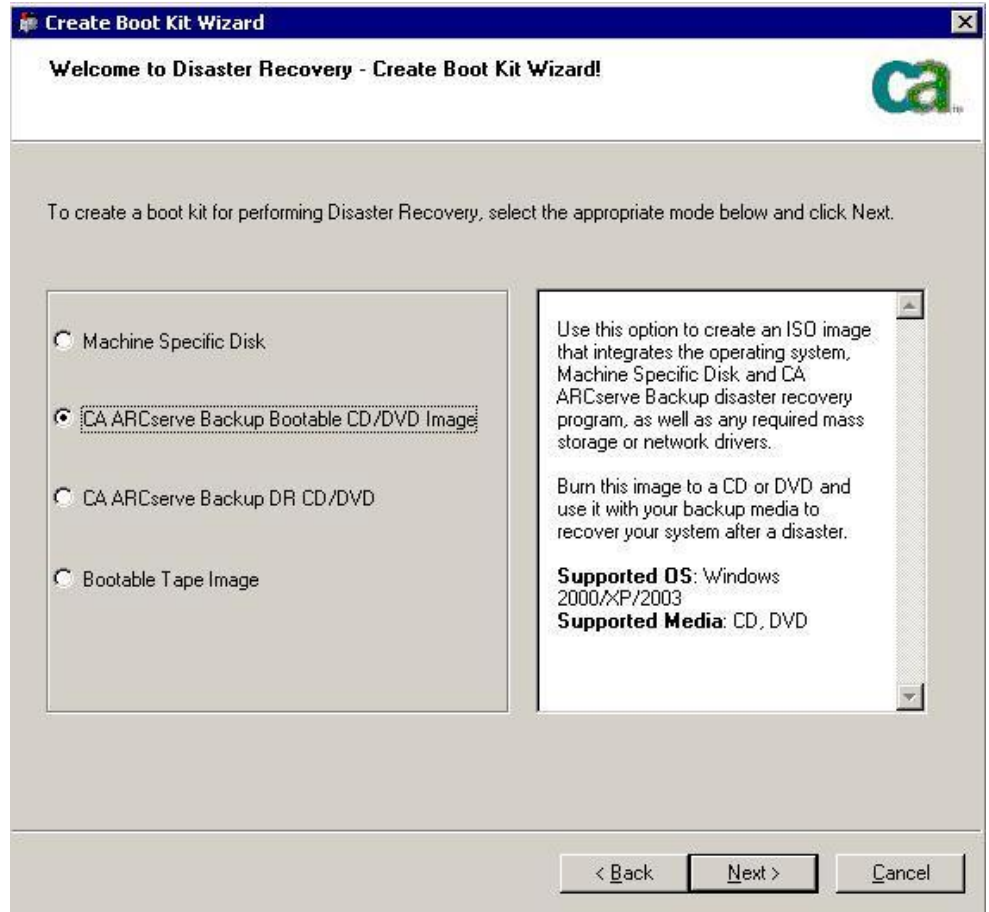 Create Boot Kit Wizard
Welcome to Disaster Recovery - Create Boot Kit Wizard!
ca
To create a boot kit for performing Disaster Recovery, select the appropriate mode below and click Next.
Machine Specific Disk
CA ARCserve Backup Bootable CD/DVD Image
CA ARCserve Backup DR CD/DVD
Bootable Tape Image
Use this option to create an ISO image
that integrates the operating system,
Machine Specific Disk and CA
ARCserve Backup disaster recovery
program, as well as any required mass
storage or network drivers.
Burn this image to a CD or DVD and
use it with your backup media to
recover your system after a disaster.
Supported OS: Windows
2000/XP/2003
Supported Media: CD, DVD
< Back
Next >
Cancel